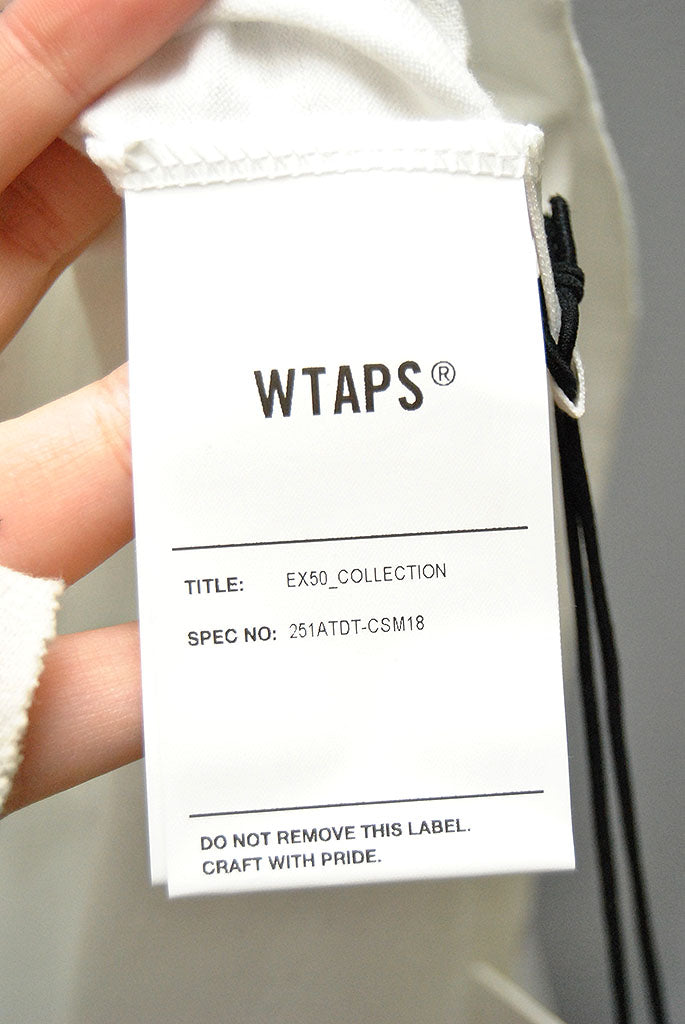 WTAPS®
TITLE: EX50_COLLECTION
SPEC NO: 251ATDT-CSM18
DO NOT REMOVE THIS LABEL.
CRAFT WITH PRIDE.